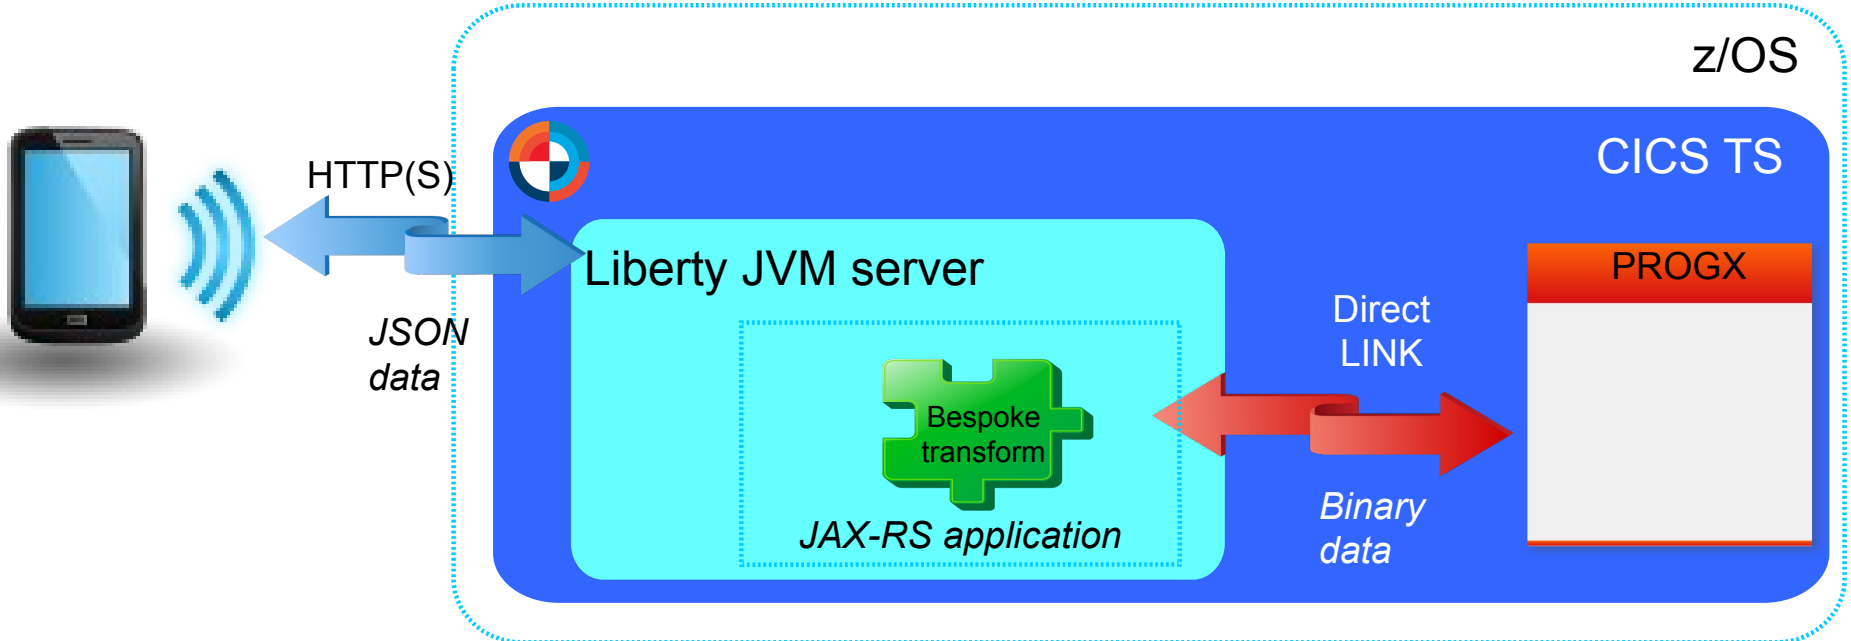 z/OS
CICS TS
HTTP(S)
JSON
data
Liberty JVM server
Bespoke
transform
JAX-RS application
Direct
LINK
Binary
data
PROGX